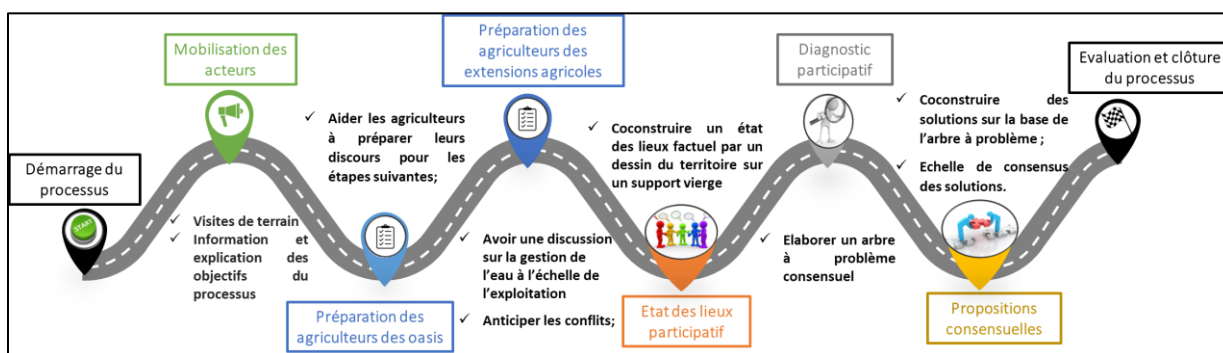 Démarrage du
processus
START
Mobilisation des
acteurs
✓ Visites de terrain
✓ Information et
explication des
objectifs du
processus
✓ Aider les agriculteurs
à préparer leurs
discours pour les
étapes suivantes;
Préparation des
agriculteurs des oasis
Préparation des
agriculteurs des
extensions agricoles
✓ Avoir une discussion
sur la gestion de
l'eau à l'échelle de
l'exploitation
✓ Anticiper les conflits;
✓ Coconstruire un état
des lieux factuel par un
dessin du territoire sur
un support vierge
Etat des lieux
participatif
Diagnostic
participatif
✓ Elaborer un arbre
à problème
consensuel
✓ Coconstruire des
solutions sur la base de
l'arbre à problème ;
✓ Echelle de consensus
des solutions.
Propositions
consensuelles
Evaluation et clôture
du processus